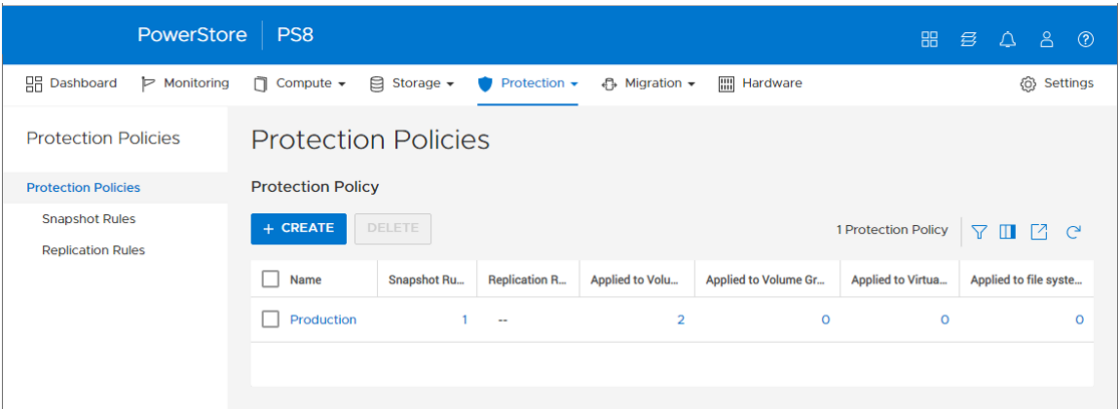 PowerStore PS8
Dashboard Monitoring Compute Storage Protection Migration Hardware Settings
Protection Policies
Protection Policies
Snapshot Rules
Replication Rules
Protection Policies
Protection Policy
+ CREATE DELETE 1 Protection Policy
Name Snapshot Ru... Replication R... Applied to Volu... Applied to Volume Gr... Applied to Virtua... Applied to file syste...
Production 1 -- 2 0 0 0